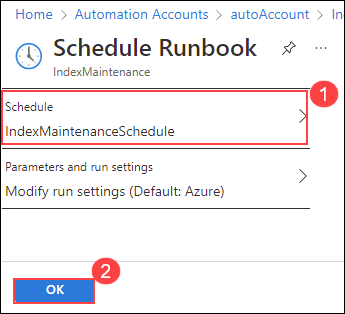 Home > Automation Accounts > autoAccount > In
Schedule Runbook ...
IndexMaintenance
1
Schedule
IndexMaintenanceSchedule
Parameters and run settings
Modify run settings (Default: Azure)
2
OK